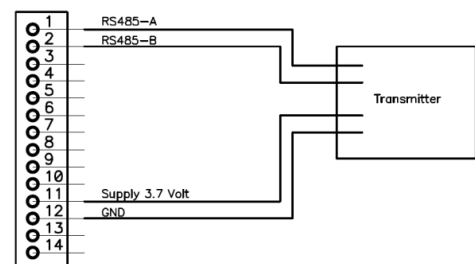 1 RS485-A
2 RS485-B
3
4
5
6
7
8
9
10
11 Supply 3.7 Volt
12 GND
13
14
Transmitter